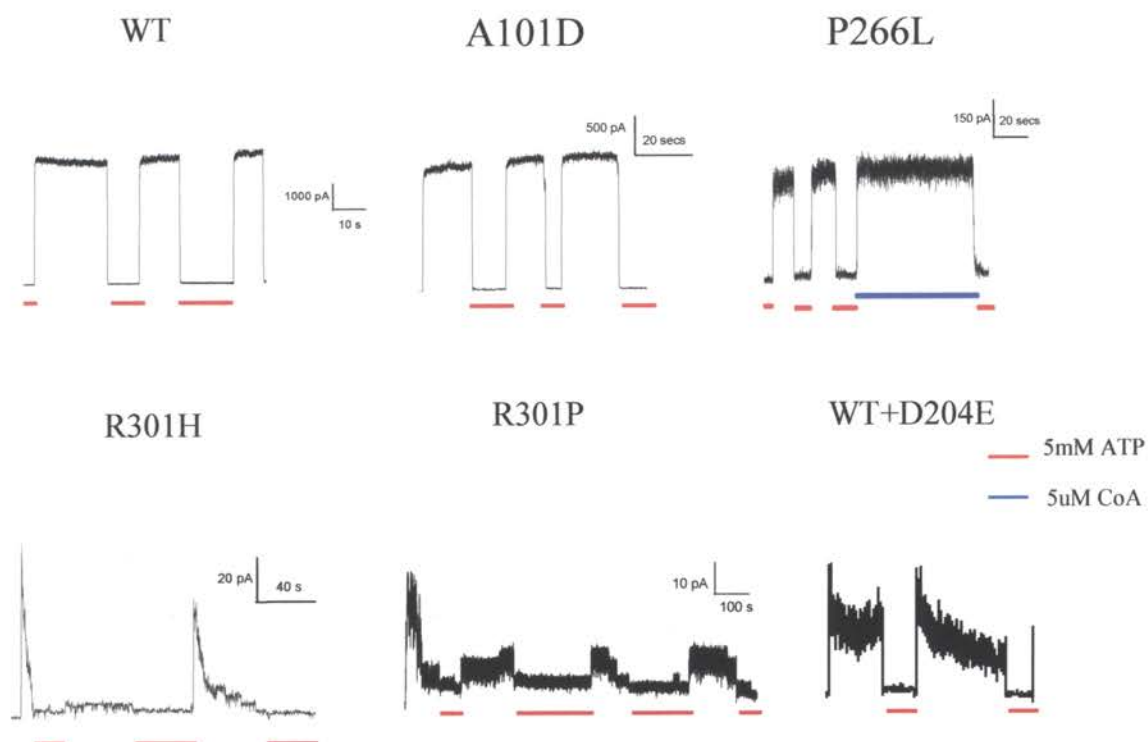 WT
A101D
P266L
1000 pA
10 s
500 pA
20 secs
150 pA
20 secs
R301H
R301P
WT+D204E
5mM ATP
5uM CoA
20 pA
40 s
10 pA
100 s